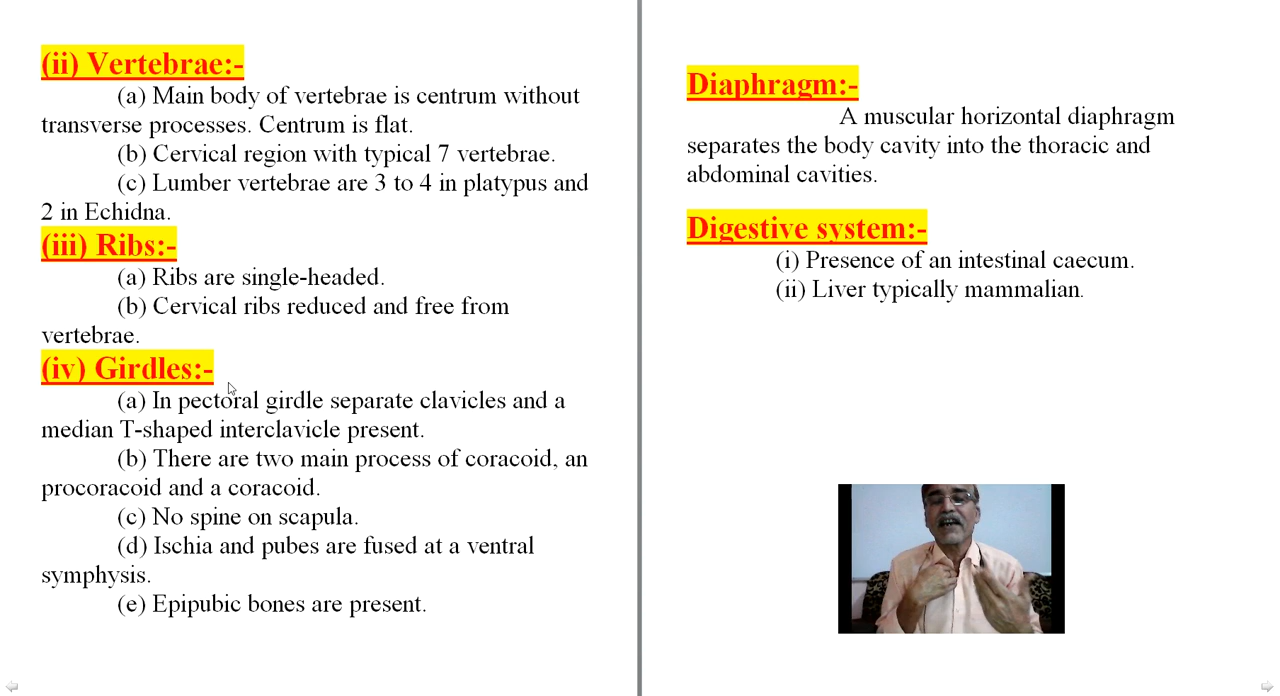 (ii) Vertebrae:-
(a) Main body of vertebrae is centrum without
transverse processes. Centrum is flat.
(b) Cervical region with typical 7 vertebrae.
(c) Lumber vertebrae are 3 to 4 in platypus and
2 in Echidna.
(iii) Ribs:-
(a) Ribs are single-headed.
(b) Cervical ribs reduced and free from
vertebrae.
(iv) Girdles:-
(a) In pectoral girdle separate clavicles and a
median T-shaped interclavicle present.
(b) There are two main process of coracoid, an
procoracoid and a coracoid.
(c) No spine on scapula.
(d) Ischia and pubes are fused at a ventral
symphysis.
(e) Epipubic bones are present.
Diaphragm:-
A muscular horizontal diaphragm
separates the body cavity into the thoracic and
abdominal cavities.
Digestive system:-
(i) Presence of an intestinal caecum.
(ii) Liver typically mammalian.